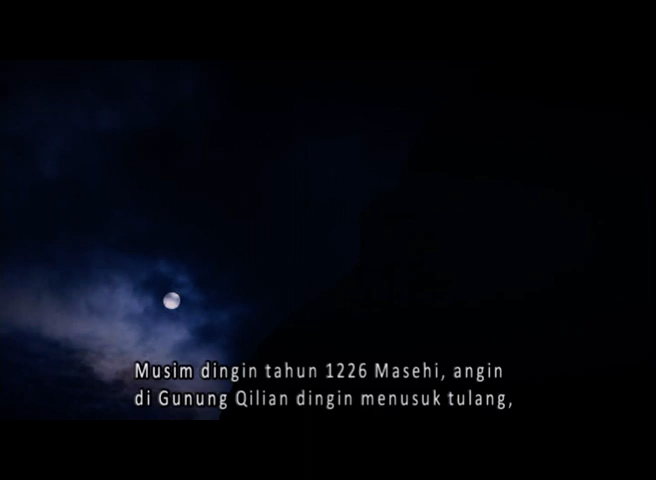 Musim dingin tahun 1226 Masehi, angin
di Gunung Qilian dingin menusuk tulang,